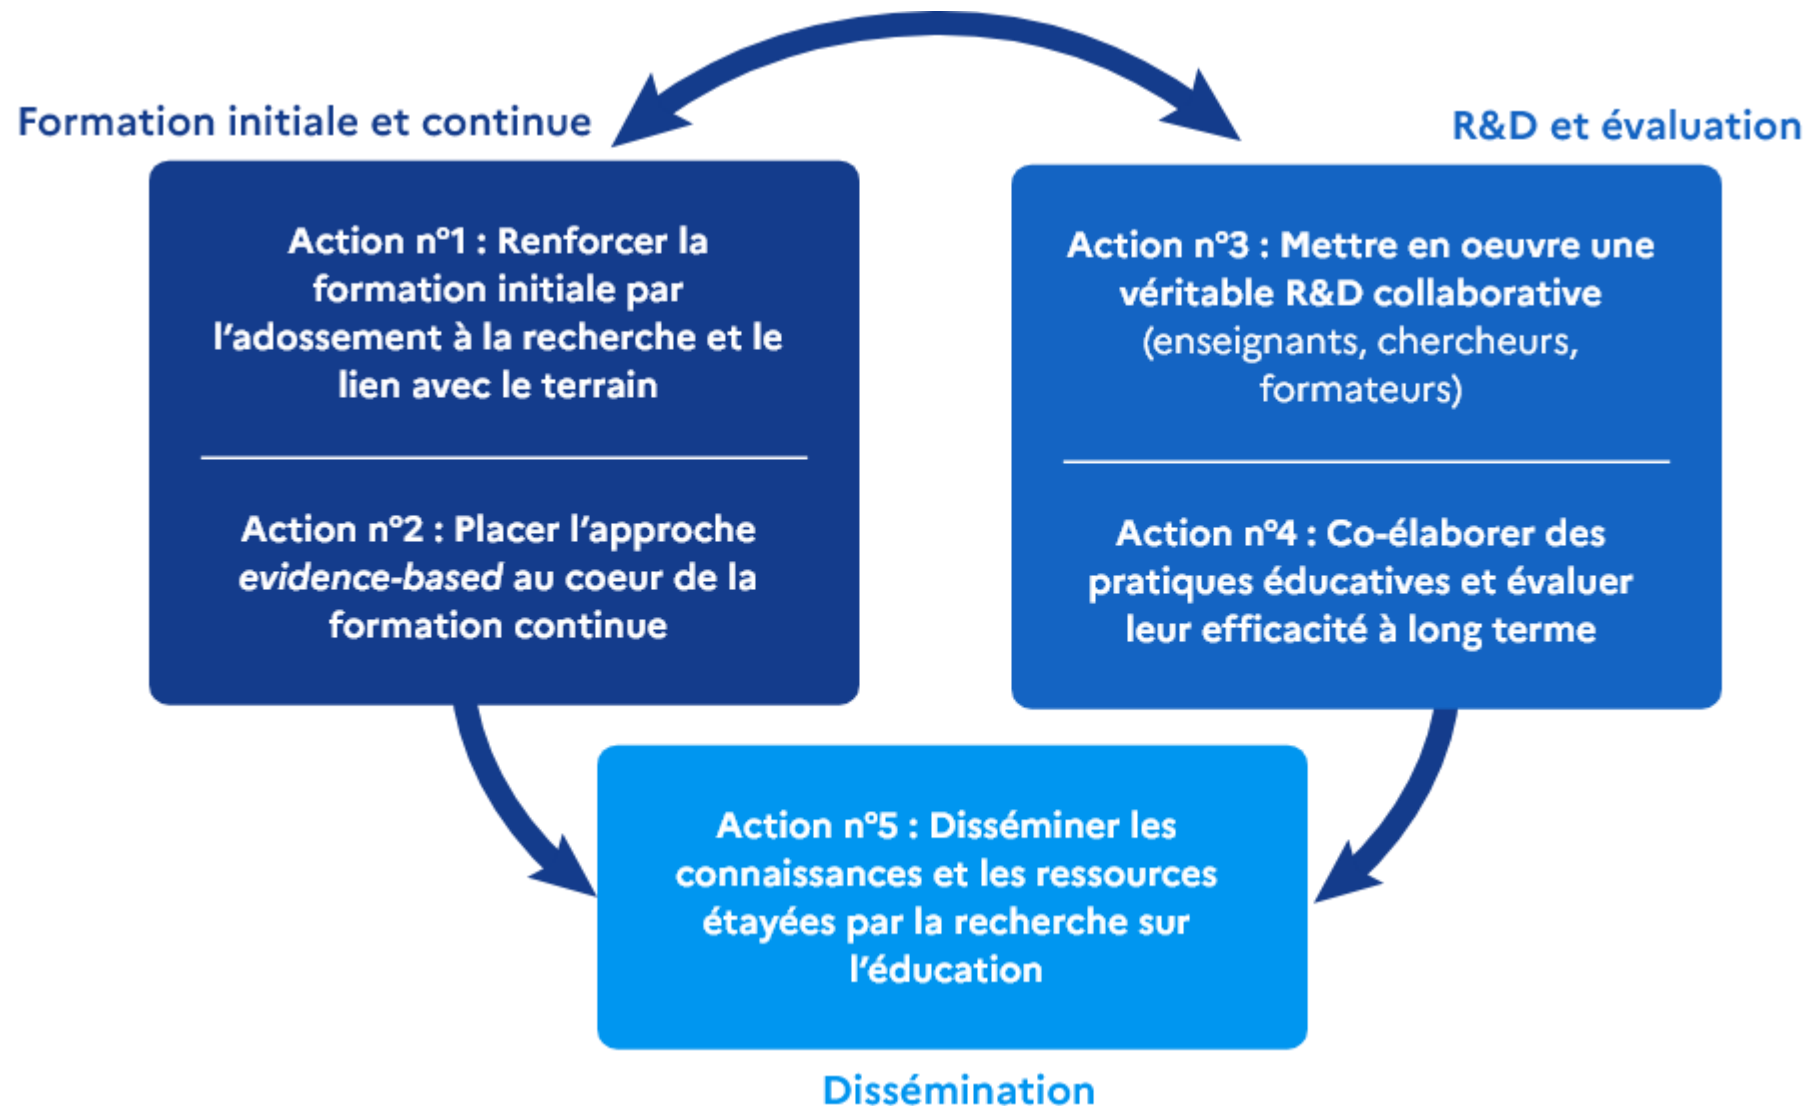 Formation initiale et continue
Action n°1 : Renforcer la
formation initiale par
l'adossement à la recherche et le
lien avec le terrain
Action n°2 : Placer l'approche
evidence-based au coeur de la
formation continue
R&D et évaluation
Action n°3 : Mettre en oeuvre une
véritable R&D collaborative
(enseignants, chercheurs,
formateurs)
Action n°4 : Co-élaborer des
pratiques éducatives et évaluer
leur efficacité à long terme
Action n°5 : Disséminer les
connaissances et les ressources
étayées par la recherche sur
l'éducation
Dissémination